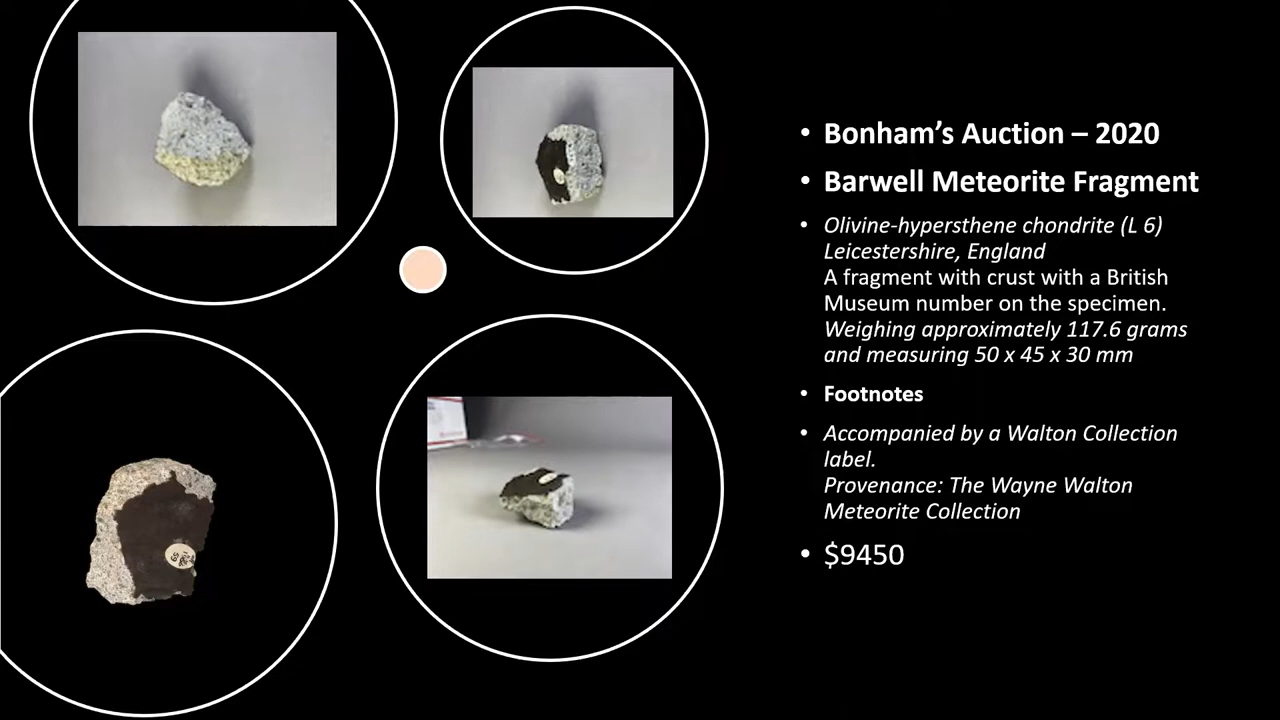 Bonham's Auction – 2020
Barwell Meteorite Fragment
Olivine-hypersthene chondrite (L 6)
Leicestershire, England
A fragment with crust with a British
Museum number on the specimen.
Weighing approximately 117.6 grams
and measuring 50 x 45 x 30 mm
Footnotes
Accompanied by a Walton Collection
label.
Provenance: The Wayne Walton
Meteorite Collection
$9450